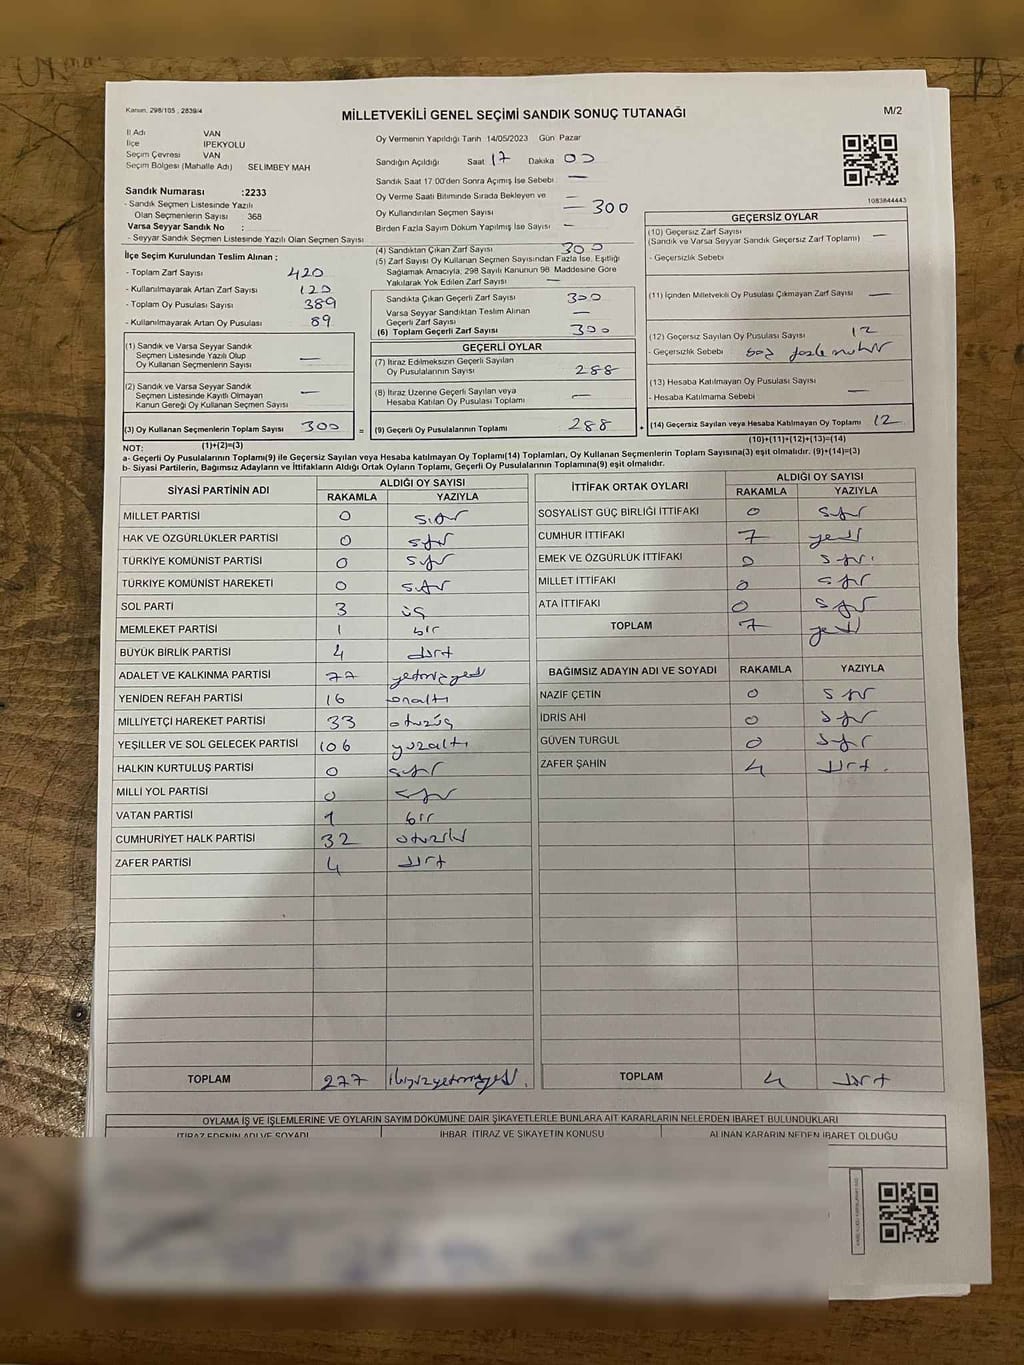 Kanun, 298/105 , 2839/4
MİLLETVEKİLİ GENEL SEÇİMİ SANDIK SONUÇ TUTANAĞI
M/2
İl Adı VAN
İlçe İPEKYOLU
Seçim Çevresi VAN
Seçim Bölgesi (Mahalle Adı) SELIMBEY MAH
Sandık Numarası :2233
- Sandık Seçmen Listesinde Yazılı
Olan Seçmenlerin Sayısı 368
Varsa Seyyar Sandık No :
- Seyyar Sandık Seçmen Listesinde Yazılı Olan Seçmen Sayısı
İlçe Seçim Kurulundan Teslim Alınan ;
- Toplam Zarf Sayısı 420
- Kullanılmayarak Artan Zarf Sayısı 120
- Toplam Oy Pusulası Sayısı 389
- Kullanılmayarak Artan Oy Pusulası 89
(1) Sandık ve Varsa Seyyar Sandık
Seçmen Listesinde Yazılı Olup
Oy Kullanan Seçmenlerin Sayısı —
(2) Sandık ve Varsa Seyyar Sandık
Seçmen Listesinde Kayıtlı Olmayan
Kanun Gereği Oy Kullanan Seçmen Sayısı —
(3) Oy Kullanan Seçmenlerin Toplam Sayısı 300 =
(1)+(2)=(3)
Oy Vermenin Yapıldığı Tarih 14/05/2023 Gün Pazar
Sandığın Açıldığı Saat 17 Dakika 00
Sandık Saat 17.00'den Sonra Açımış İse Sebebi —
Oy Verme Saati Bitiminde Sırada Bekleyen ve —
Oy Kullandırılan Seçmen Sayısı — 300
Birden Fazla Sayım Dökum Yapılmış İse Sayısı —
(4) Sandıktan Çıkan Zarf Sayısı 300
(5) Zarf Sayısı Oy Kullanan Seçmen Sayısından Fazla İse, Eşitliği
Sağlamak Amacıyla, 298 Sayılı Kanunun 98. Maddesine Göre
Yakılarak Yok Edilen Zarf Sayısı —
Sandıkta Çıkan Geçerli Zarf Sayısı 300
Varsa Seyyar Sandıktan Teslim Alınan
Geçerli Zarf Sayısı —
(6) Toplam Geçerli Zarf Sayısı 300
GEÇERLİ OYLAR
(7) İtiraz Edilmeksizin Geçerli Sayılan
Oy Pusulalarının Sayısı 288
(8) İtiraz Üzerine Geçerli Sayılan veya
Hesaba Katılan Oy Pusulası Toplamı —
(9) Geçerli Oy Pusulalarının Toplamı 288 +
1083844443
GEÇERSİZ OYLAR
(10) Geçersiz Zarf Sayısı
(Sandık ve Varsa Seyyar Sandık Geçersiz Zarf Toplamı) —
- Geçersizlik Sebebi
(11) İçinden Milletvekili Oy Pusulası Çıkmayan Zarf Sayısı —
(12) Geçersiz Sayılan Oy Pusulası Sayısı 12
- Geçersizlik Sebebi
(13) Hesaba Katılmayan Oy Pusulası Sayısı —
- Hesaba Katılmama Sebebi
(14) Geçersiz Sayılan veya Hesaba Katılmayan Oy Toplamı 12
(10)+(11)+(12)+(13)=(14)
NOT:
a- Geçerli Oy Pusulalarının Toplamı(9) ile Geçersiz Sayılan veya Hesaba katılmayan Oy Toplamı(14) Toplamları, Oy Kullanan Seçmenlerin Toplam Sayısına(3) eşit olmalıdır. (9)+(14)=(3)
b- Siyasi Partilerin, Bağımsız Adayların ve İttifakların Aldığı Ortak Oyların Toplamı, Geçerli Oy Pusulalarının Toplamına(9) eşit olmalıdır.
SİYASİ PARTİNİN ADI ALDIĞI OY SAYISI
RAKAMLA YAZIYLA
MİLLET PARTİSİ 0 sıfır
HAK VE ÖZGÜRLÜKLER PARTİSİ 0 sıfır
TÜRKİYE KOMÜNİST PARTİSİ 0 sıfır
TÜRKİYE KOMÜNİST HAREKETİ 0 sıfır
SOL PARTİ 3 üç
MEMLEKET PARTİSİ 1 bir
BÜYÜK BİRLİK PARTİSİ 4 dört
ADALET VE KALKINMA PARTİSİ 77 yetmişyedi
YENİDEN REFAH PARTİSİ 16 onaltı
MİLLİYETÇİ HAREKET PARTİSİ 33 otuzüç
YEŞİLLER VE SOL GELECEK PARTİSİ 106 yüzaltı
HALKIN KURTULUŞ PARTİSİ 0 sıfır
MİLLİ YOL PARTİSİ 0 sıfır
VATAN PARTİSİ 1 bir
CUMHURİYET HALK PARTİSİ 32 otuziki
ZAFER PARTİSİ 4 dört
TOPLAM 277 ikiyüzyetmişyedi.
İTTİFAK ORTAK OYLARI ALDIĞI OY SAYISI
RAKAMLA YAZIYLA
SOSYALİST GÜÇ BİRLİĞİ İTTİFAKI 0 sıfır
CUMHUR İTTİFAKI 7 yedi
EMEK VE ÖZGÜRLÜK İTTİFAKI 0 sıfır.
MİLLET İTTİFAKI 0 sıfır
ATA İTTİFAKI 0 sıfır
TOPLAM 7 yedi
BAĞIMSIZ ADAYIN ADI VE SOYADI RAKAMLA YAZIYLA
NAZİF ÇETİN 0 sıfır
İDRİS AHİ 0 sıfır
GÜVEN TURGUL 0 sıfır
ZAFER ŞAHİN 4 dört.
TOPLAM 4 dört
OYLAMA İŞ VE İŞLEMLERİNE VE OYLARIN SAYIM DÖKÜMÜNE DAİR ŞİKAYETLERLE BUNLARA AİT KARARLARIN NELERDEN İBARET BULUNDUKLARI
İTİRAZ EDENİN ADI VE SOYADI İHBAR, İTİRAZ VE ŞİKAYETİN KONUSU ALINAN KARARIN NEDEN İBARET OLDUĞU